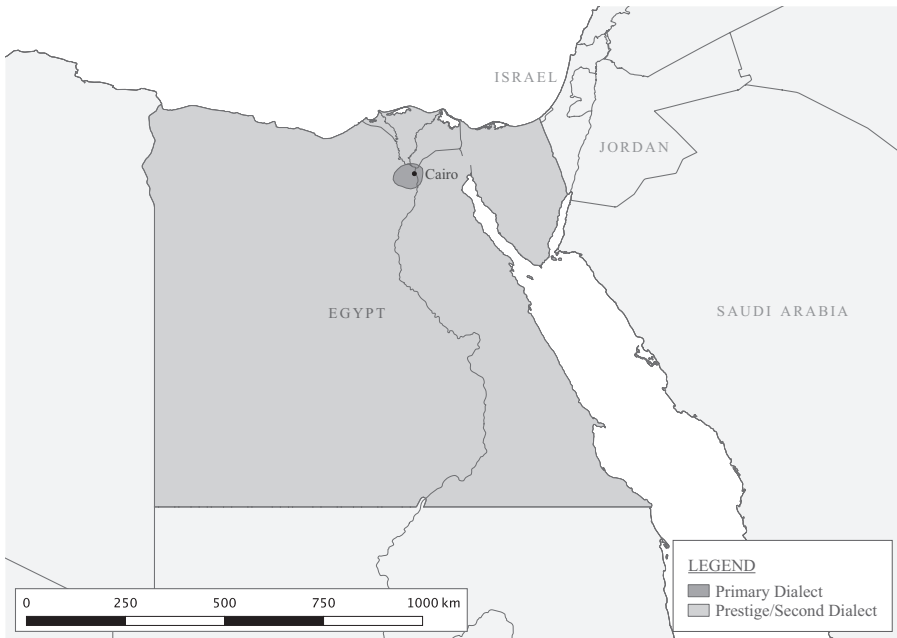 ISRAEL
JORDAN
Cairo
EGYPT
SAUDI ARABIA
LEGEND
Primary Dialect
Prestige/Second Dialect
0 250 500 750 1000 km